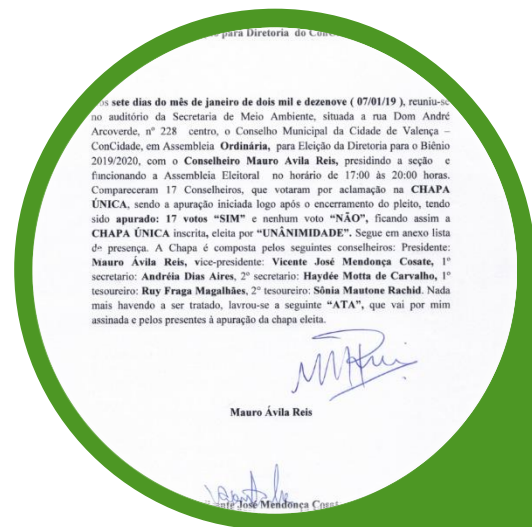 para Diretoria do
sete dias do mês de janeiro de dois mil e dezenove ( 07/01/19 ), reuniu-se
no auditório da Secretaria de Meio Ambiente, situada a rua Dom André
Arcoverde, nº 228 centro, o Conselho Municipal da Cidade de Valença –
ConCidade, em Assembleia Ordinária, para Eleição da Diretoria para o Biênio
2019/2020, com o Conselheiro Mauro Avila Reis, presidindo a seção e
funcionando a Assembleia Eleitoral no horário de 17:00 às 20:00 horas.
Compareceram 17 Conselheiros, que votaram por aclamação na CHAPA
ÚNICA, sendo a apuração iniciada logo após o encerramento do pleito, tendo
sido apurado: 17 votos “SIM” e nenhum voto “NÃO”, ficando assim a
CHAPA ÚNICA inscrita, eleita por “UNÂNIMIDADE”. Segue em anexo lista
de presença. A Chapa é composta pelos seguintes conselheiros: Presidente:
Mauro Ávila Reis, vice-presidente: Vicente José Mendonça Cosate, 1º
secretario: Andréia Dias Aires, 2º secretario: Haydée Motta de Carvalho, 1º
tesoureiro: Ruy Fraga Magalhães, 2º tesoureiro: Sônia Mautone Rachid. Nada
mais havendo a ser tratado, lavrou-se a seguinte “ATA”, que vai por mim
assinada e pelos presentes à apuração da chapa eleita.
Mauro Ávila Reis
José Mendonça